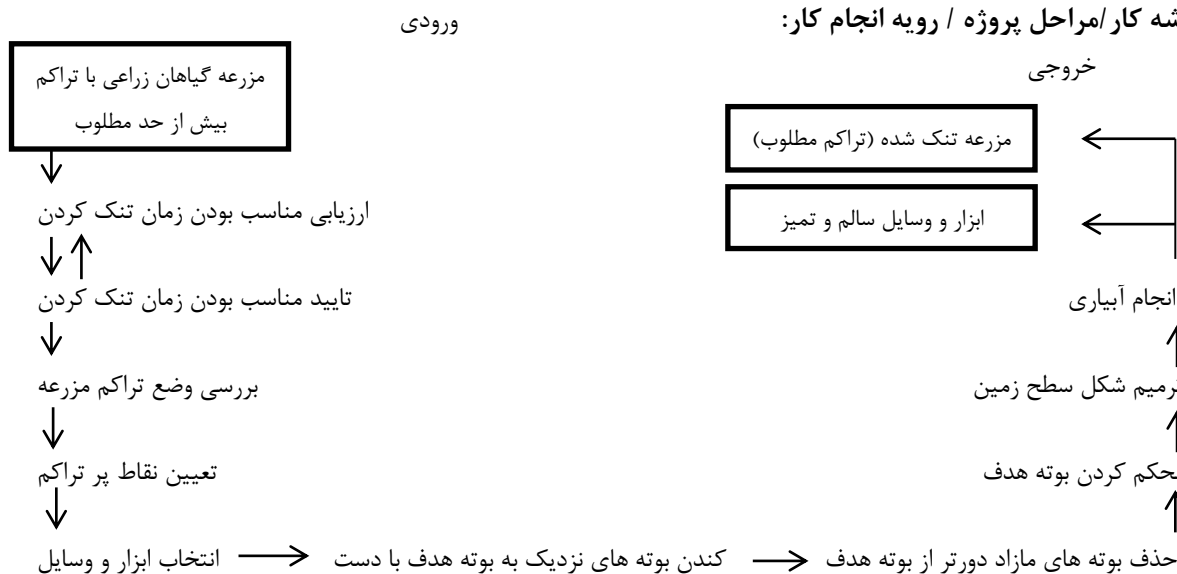 شه کار/مراحل پروژه / رویه انجام کار:
ورودی
خروجی
مزرعه گیاهان زراعی با تراکم
بیش از حد مطلوب
مزرعه تنک شده (تراکم مطلوب)
ابزار و وسایل سالم و تمیز
ارزیابی مناسب بودن زمان تنک کردن
تایید مناسب بودن زمان تنک کردن
انجام آبیاری
بررسی وضع تراکم مزرعه
ترمیم شکل سطح زمین
تعیین نقاط پر تراکم
حکم کردن بوته هدف
انتخاب ابزار و وسایل
کندن بوته های نزدیک به بوته هدف با دست
حذف بوته های مازاد دورتر از بوته هدف